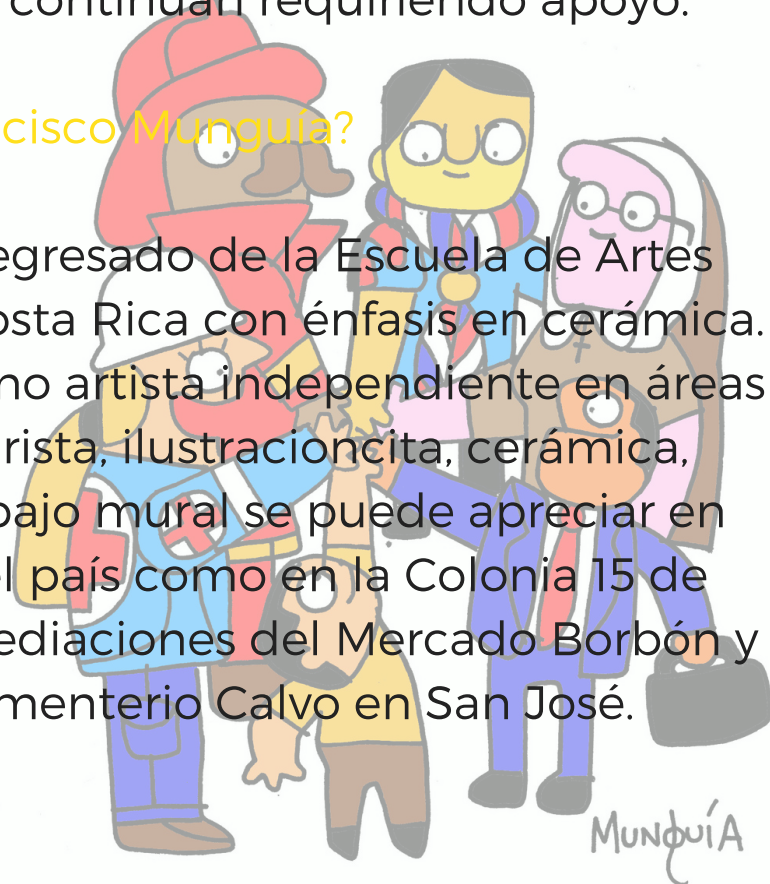 continúan requiriendo apoyo.
cisco Munguía?
egresado de la Escuela de Artes
osta Rica con énfasis en cerámica.
no artista independiente en áreas
rista, ilustracioncita, cerámica,
bajo mural se puede apreciar en
l país como en la Colonia 15 de
ediaciones del Mercado Borbón y
menterio Calvo en San José.
MUNGUÍA